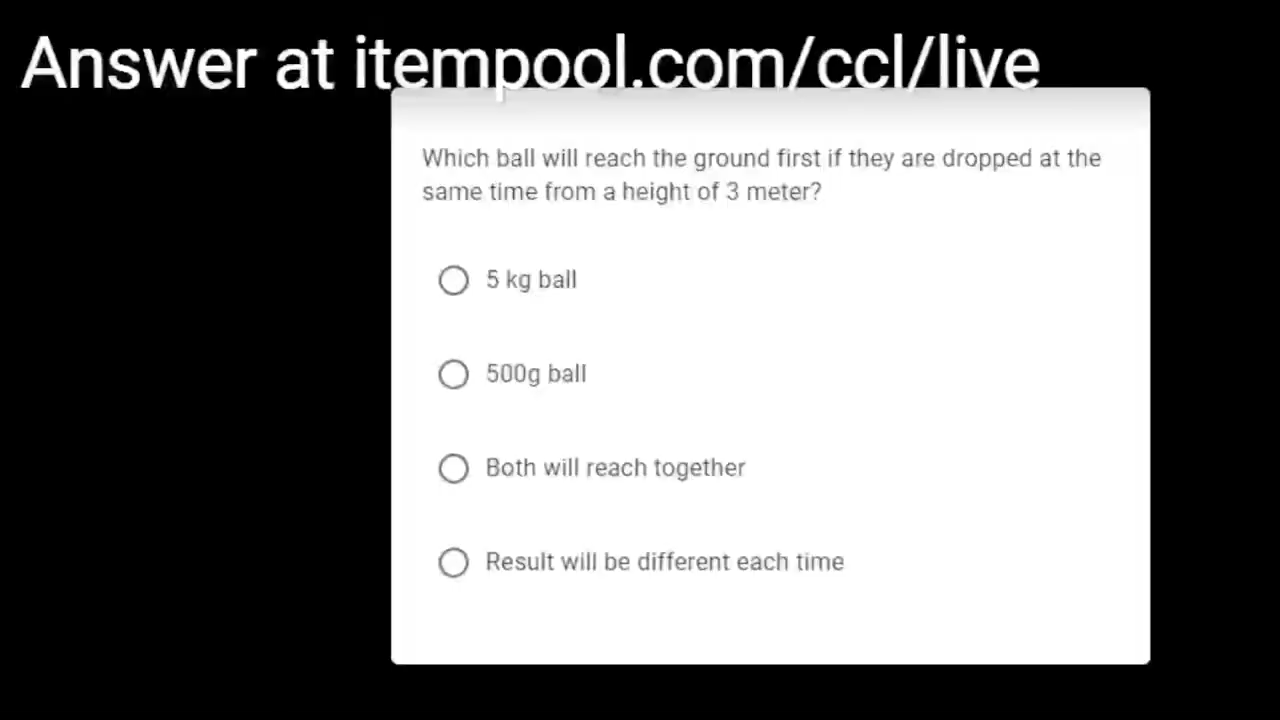 Answer at itempool.com/ccl/live
Which ball will reach the ground first if they are dropped at the
same time from a height of 3 meter?
5 kg ball
500g ball
Both will reach together
Result will be different each time